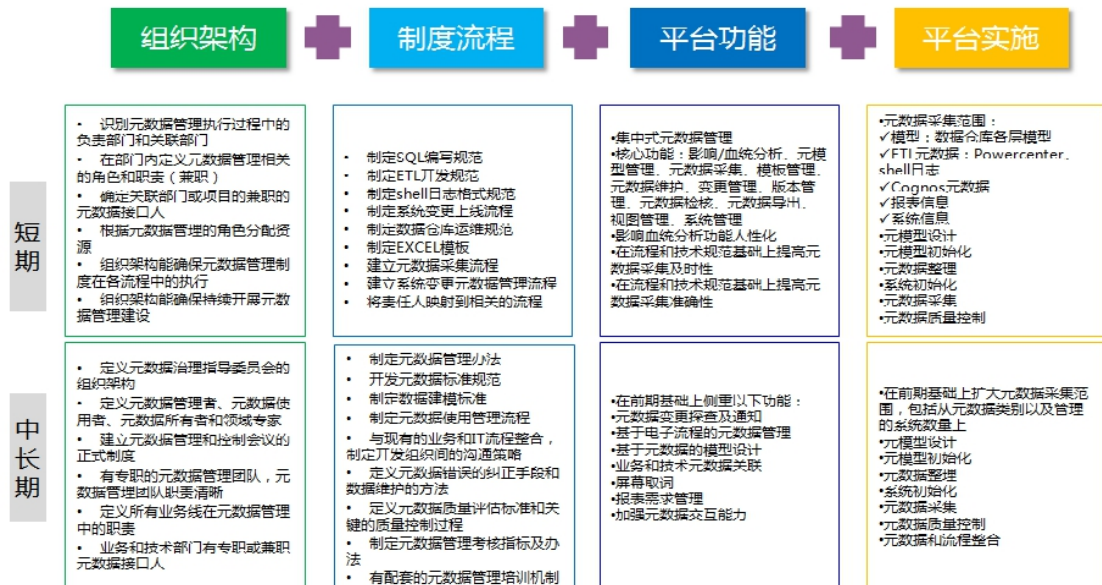 组织架构
制度流程
平台功能
平台实施
短
期
• 识别元数据管理执行过程中的
负责部门和关联部门
• 在部门内定义元数据管理相关
的角色和职责（兼职）
• 确定关联部门或项目的兼职的
元数据接口人
• 根据元数据管理的角色分配资
源
• 组织架构能确保元数据管理制
度在各流程中的执行
• 组织架构能确保持续开展元数
据管理建设
• 制定SQL编写规范
• 制定ETL开发规范
• 制定shell日志格式规范
• 制定系统变更上线流程
• 制定数据仓库运维规范
• 制定EXCEL模板
• 建立元数据采集流程
• 建立系统变更元数据管理流程
• 将责任人映射到相关的流程
•集中式元数据管理
•核心功能：影响/血统分析、元模
型管理、元数据采集、模板管理、
元数据维护、变更管理、版本管
理、元数据检核、元数据导出、
视图管理、系统管理
•影响血统分析功能人性化
•在流程和技术规范基础上提高元
数据采集及时性
•在流程和技术规范基础上提高元
数据采集准确性
•元数据采集范围：
✓模型：数据仓库各层模型
✓ETL元数据：Powercenter、
shell日志
✓Cognos元数据
✓报表信息
✓系统信息
•元模型设计
•元模型初始化
•元数据整理
•系统初始化
•元数据采集
•元数据质量控制
中
长
期
• 定义元数据治理指导委员会的
组织架构
• 定义元数据管理者、元数据使
用者、元数据所有者和领域专家
• 建立元数据管理和控制会议的
正式制度
• 有专职的元数据管理团队，元
数据管理团队职责清晰
• 定义所有业务线在元数据管理
中的职责
• 业务和技术部门有专职或兼职
元数据接口人
• 制定元数据管理办法
• 开发元数据标准规范
• 制定数据建模标准
• 制定元数据使用管理流程
• 与现有的业务和IT流程整合，
制定开发组织间的沟通策略
• 定义元数据错误的纠正手段和
数据维护的方法
• 定义元数据质量评估标准和关
键的质量控制过程
• 制定元数据管理考核指标及办
法
• 有配套的元数据管理培训机制
•在前期基础上侧重以下功能：
•元数据变更探查及通知
•基于电子流程的元数据管理
•基于元数据的模型设计
•业务和技术元数据关联
•屏幕取词
•报表需求管理
•加强元数据交互能力
•在前期基础上扩大元数据采集范
围，包括从元数据类别以及管理
的系统数量上
•元模型设计
•元模型初始化
•元数据整理
•系统初始化
•元数据采集
•元数据质量控制
•元数据和流程整合